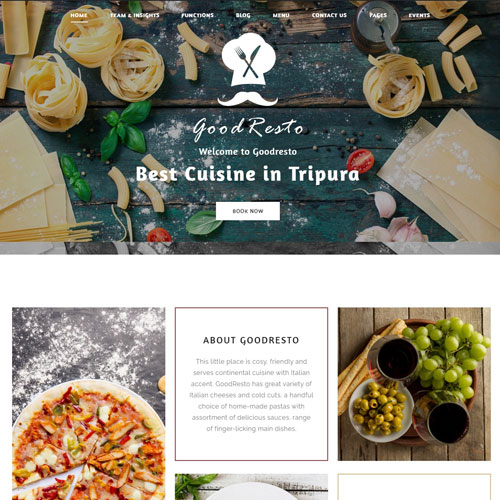 HOME TEAM & INSIGHTS FUNCTIONS BLOG MENU CONTACT US PAGES EVENTS
GoodResto
Welcome to Goodresto
Best Cuisine in Tripura
BOOK NOW
ABOUT GOODRESTO
This little place is cosy, friendly and
serves continental cuisine with Italian
accent. GoodResto has great variety of
Italian cheeses and cold cuts, a handful
choice of home-made pastas with
assortment of delicious sauces, range
of finger-licking main dishes.